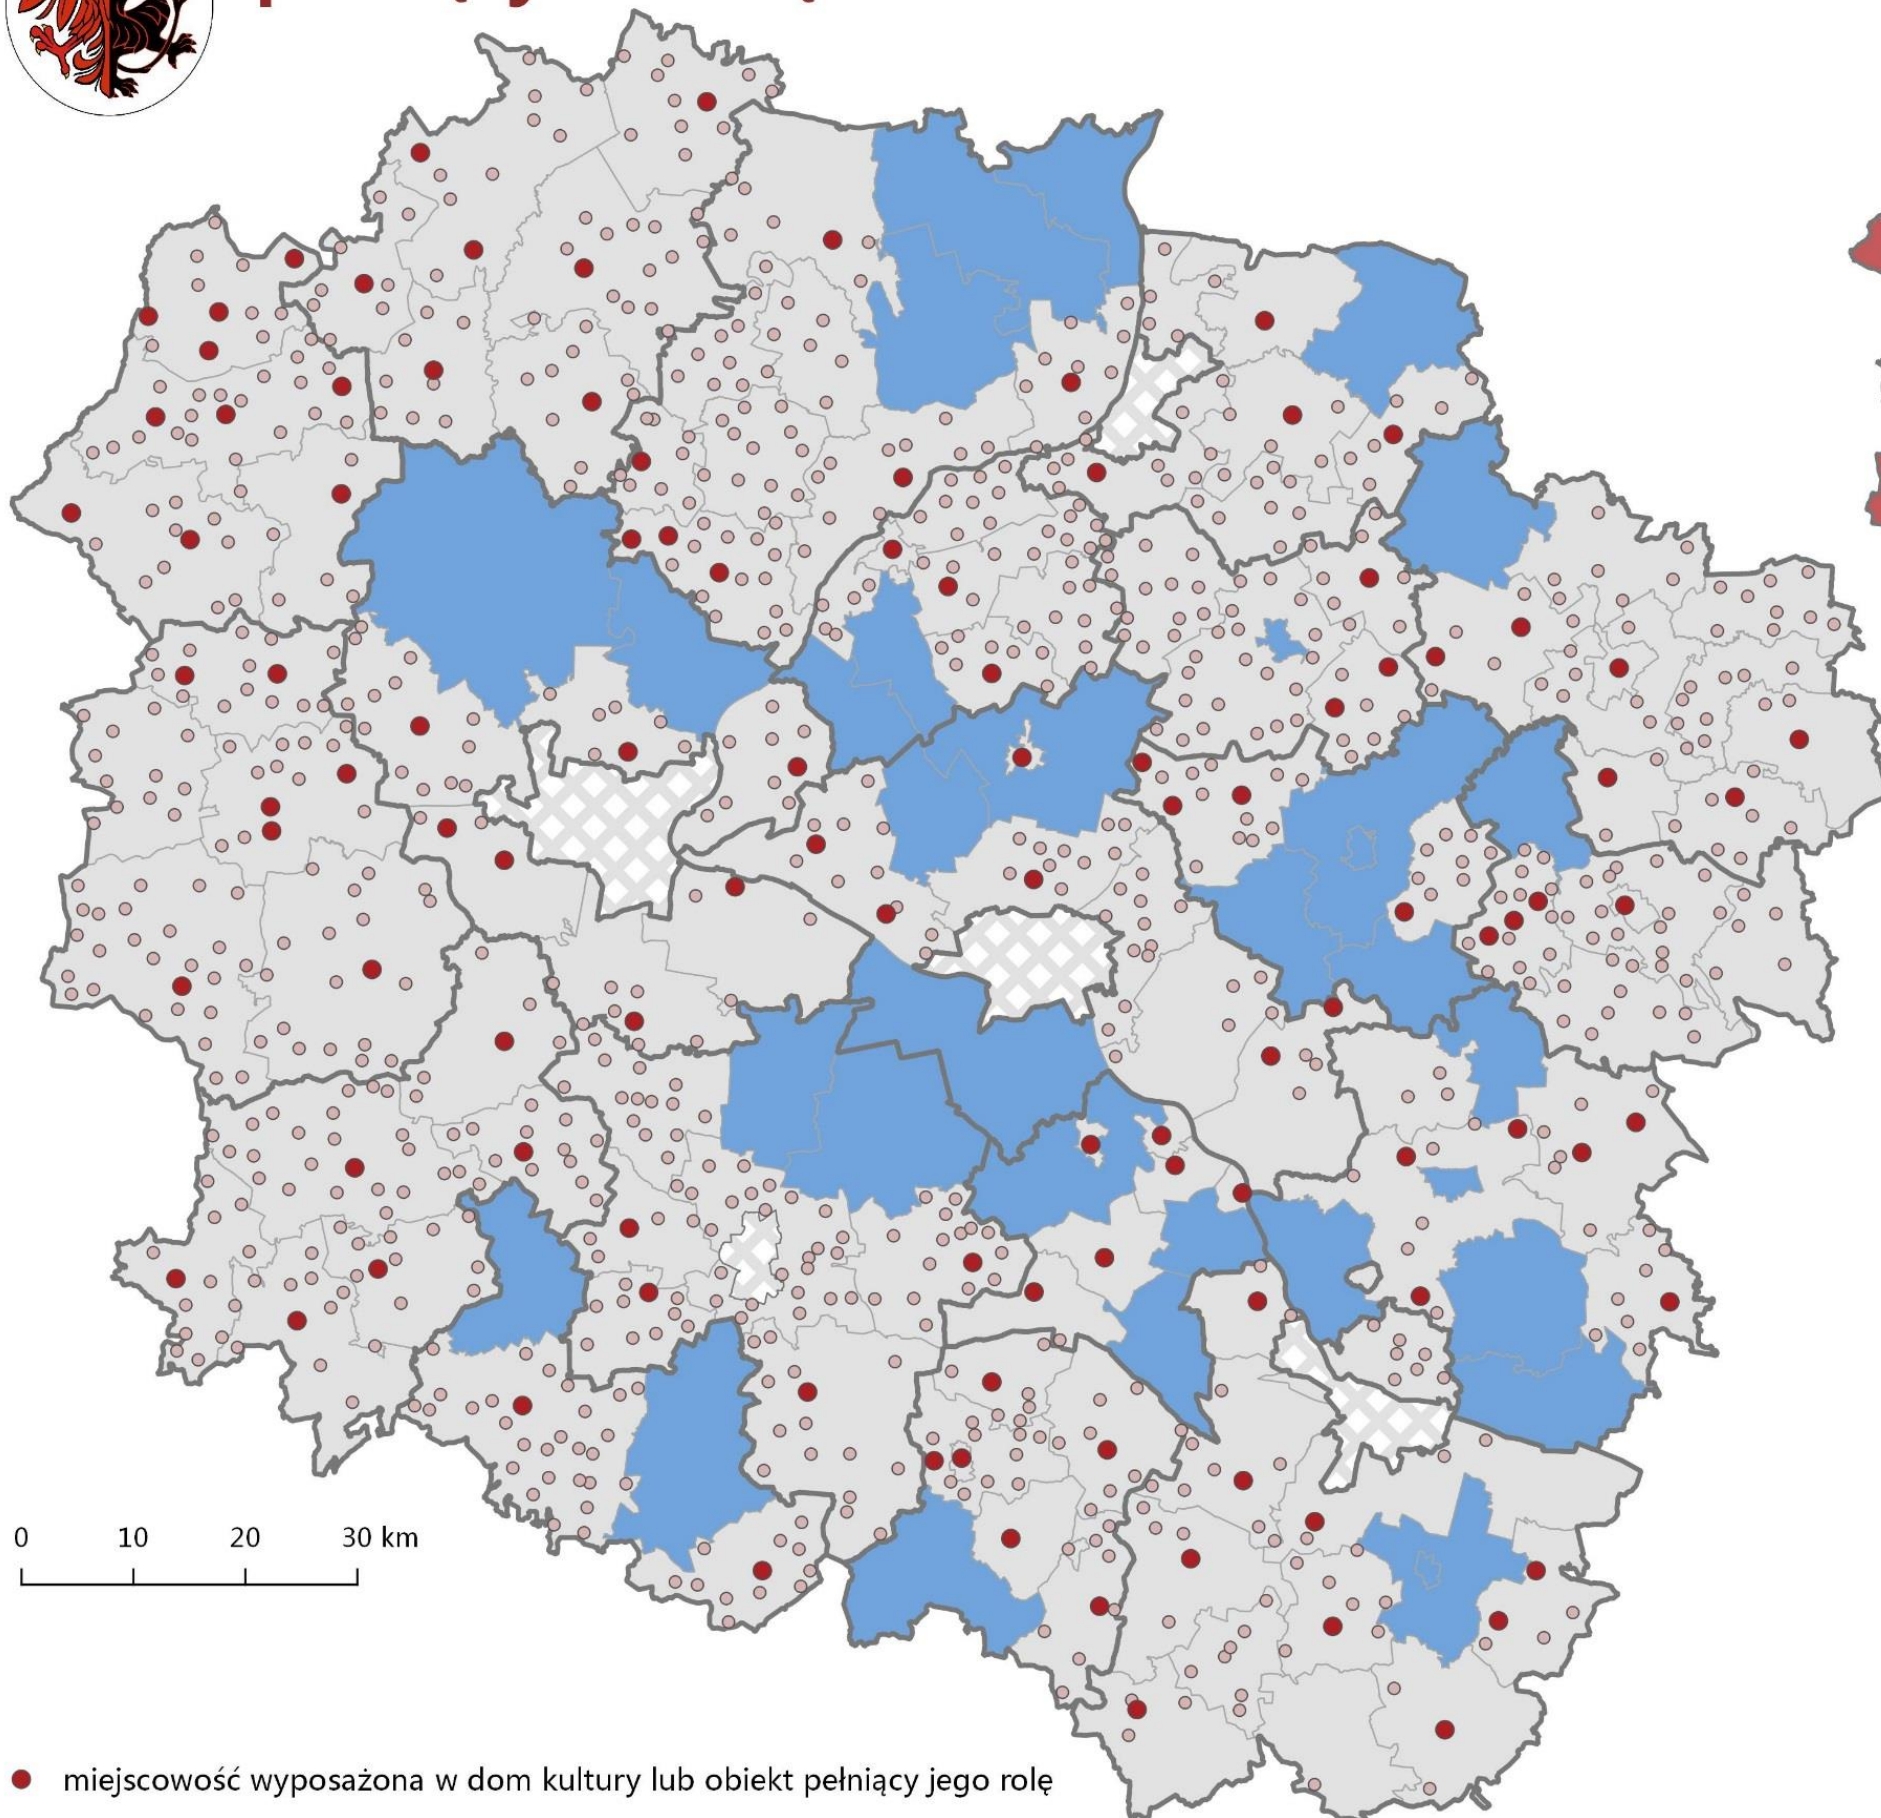 0 10 20 30 km
miejscowość wyposażona w dom kultury lub obiekt pełniący jego rolę